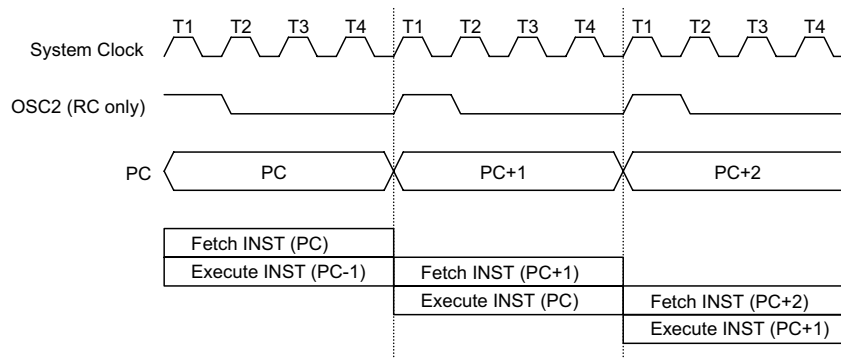 T1 T2 T3 T4 T1 T2 T3 T4 T1 T2 T3 T4
System Clock
OSC2 (RC only)
PC PC PC+1 PC+2
Fetch INST (PC)
Execute INST (PC-1) Fetch INST (PC+1)
Execute INST (PC) Fetch INST (PC+2)
Execute INST (PC+1)